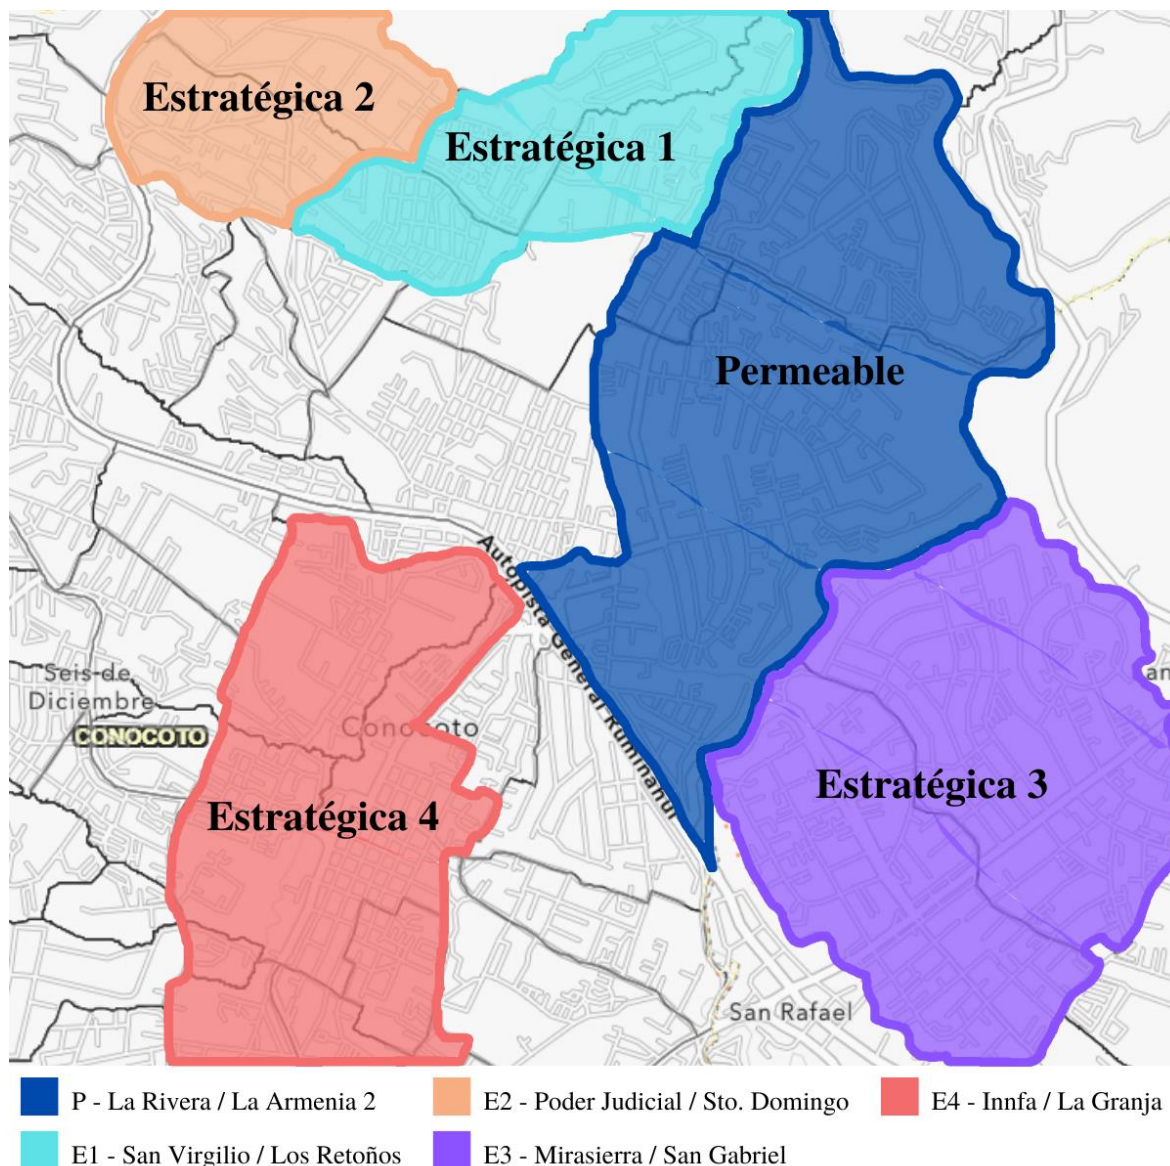 Estratégica 2
Estratégica 1
Permeable
Autopista General Rumiñahui
Seis-de
Diciembre
CONOCOTO
Conocoto
Estratégica 4
Estratégica 3
San Rafael
P - La Rivera / La Armenia 2
E2 - Poder Judicial / Sto. Domingo
E4 - Innfa / La Granja
E1 - San Virgilio / Los Retoños
E3 - Mirasierra / San Gabriel